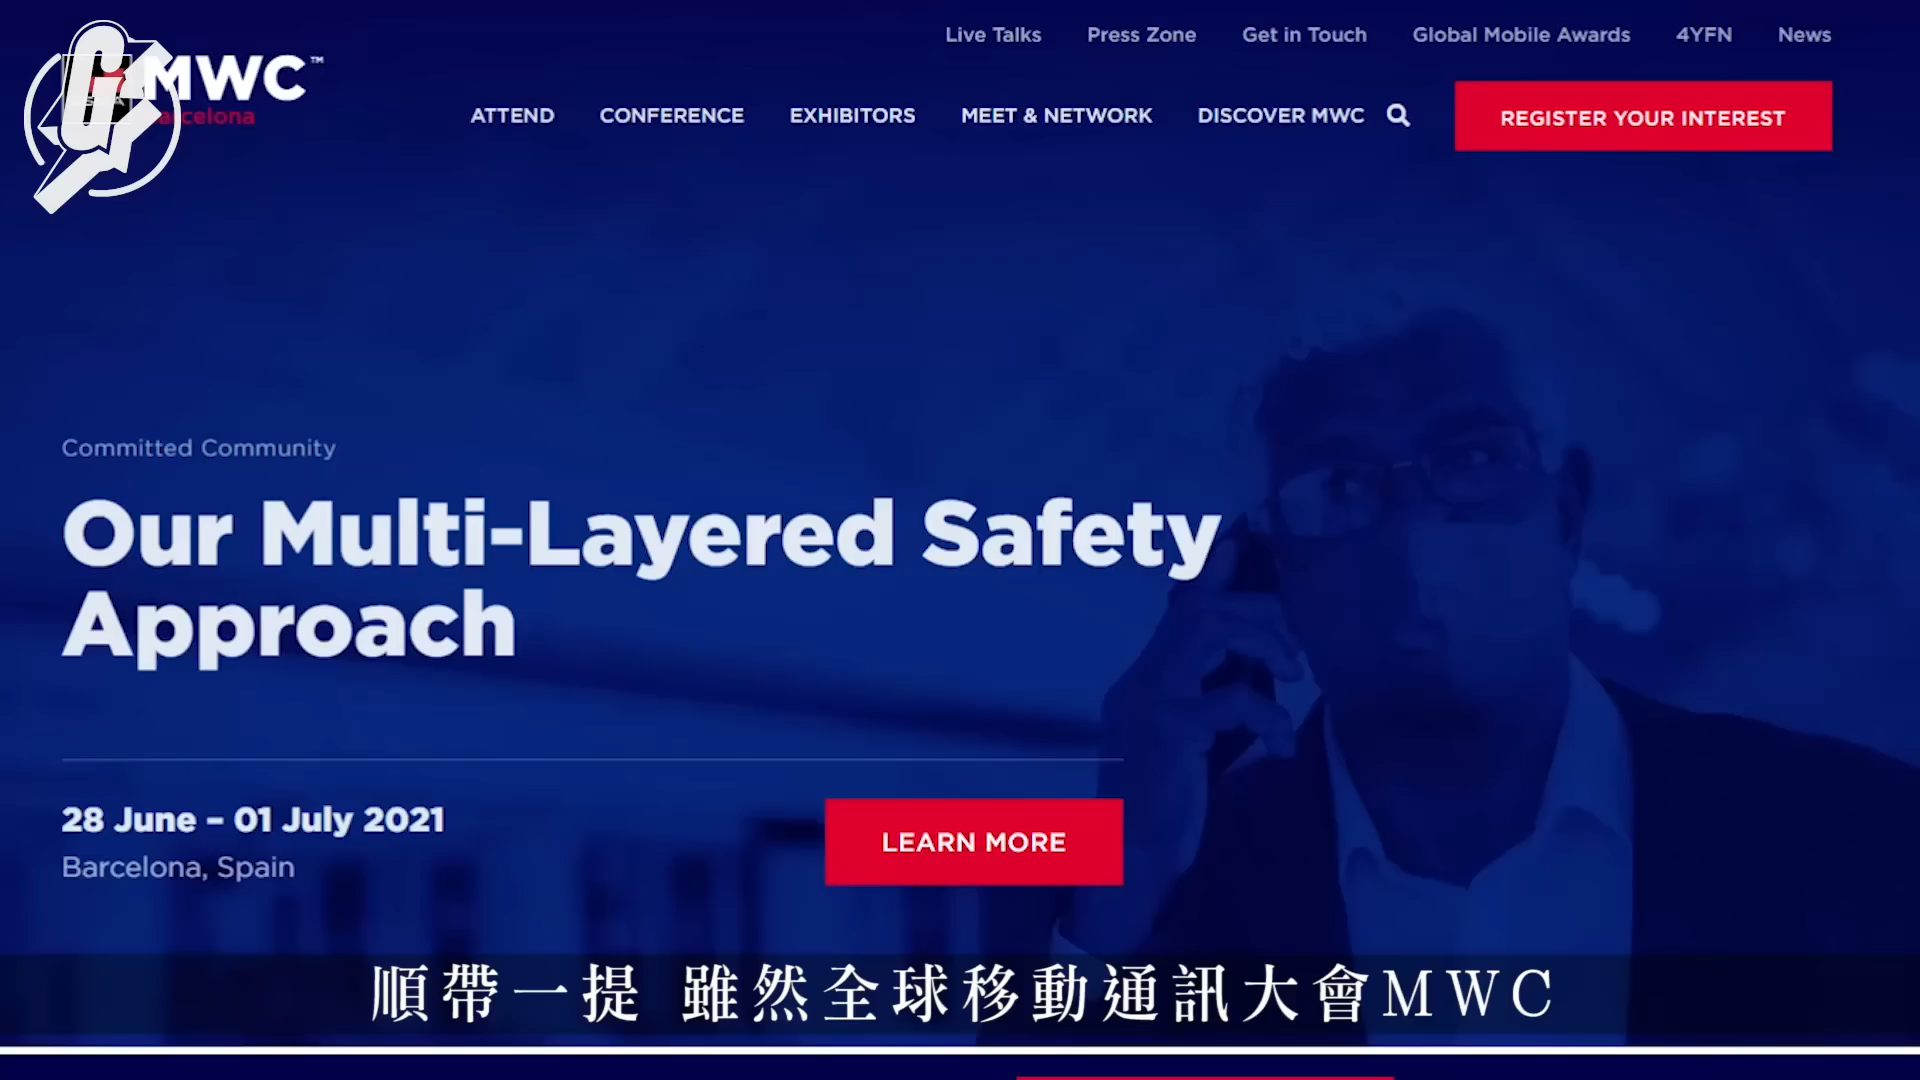 Live Talks Press Zone Get in Touch Global Mobile Awards 4YFN News
MWC™
ATTEND CONFERENCE EXHIBITORS MEET & NETWORK DISCOVER MWC
REGISTER YOUR INTEREST
Committed Community
Our Multi-Layered Safety
Approach
28 June – 01 July 2021
Barcelona, Spain
LEARN MORE
順帶一提 雖然全球移動通訊大會MWC